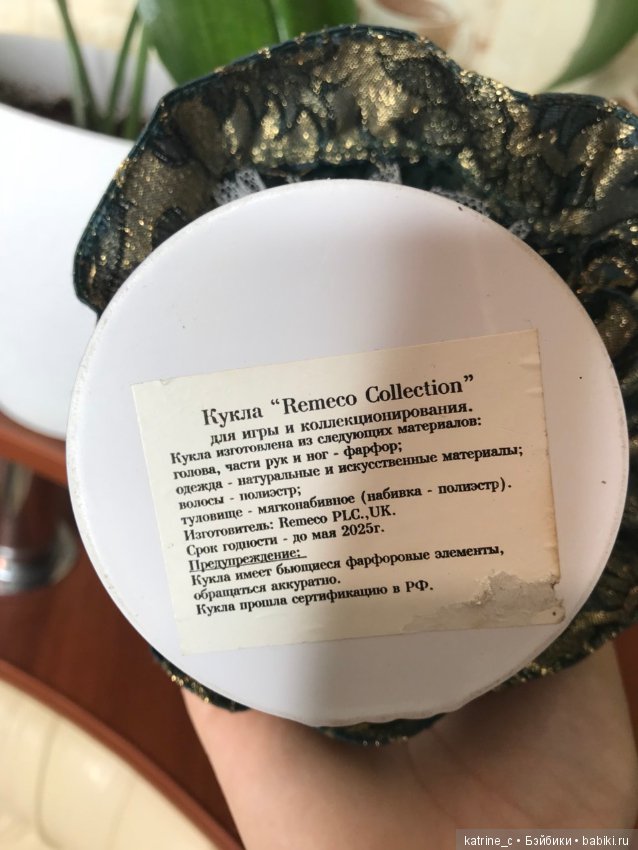 Кукла “Remeco Collection”
для игры и коллекционирования.
Кукла изготовлена из следующих материалов:
голова, части рук и ног - фарфор;
одежда - натуральные и искусственные материалы;
волосы - полиэстр;
туловище - мягконабивное (набивка - полиэстр).
Изготовитель: Remeco PLC.,UK.
Срок годности - до мая 2025г.
Предупреждение:
Кукла имеет бьющиеся фарфоровые элементы,
обращаться аккуратно.
Кукла прошла сертификацию в РФ.
katrine_c • Бэйбики • babiki.ru